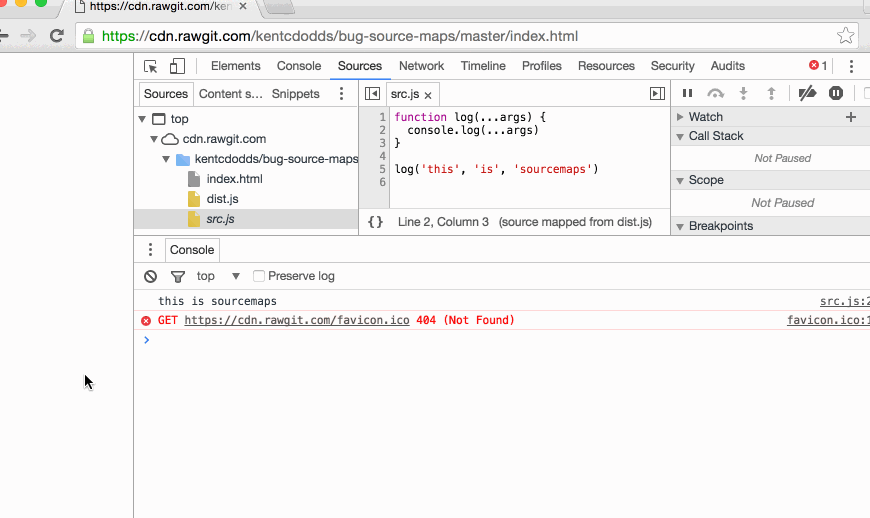 https://cdn.rawgit.com/kent
https://cdn.rawgit.com/kentcdodds/bug-source-maps/master/index.html
Elements Console Sources Network Timeline Profiles Resources Security Audits 1
Sources Content s... Snippets src.js
top
cdn.rawgit.com
kentcdodds/bug-source-maps
index.html
dist.js
src.js
1 function log(...args) {
2 console.log(...args)
3 }
4
5 log('this', 'is', 'sourcemaps')
6
{} Line 2, Column 3 (source mapped from dist.js)
Watch
Call Stack
Not Paused
Scope
Not Paused
Breakpoints
Console
top Preserve log
this is sourcemaps src.js:2
GET https://cdn.rawgit.com/favicon.ico 404 (Not Found) favicon.ico:1